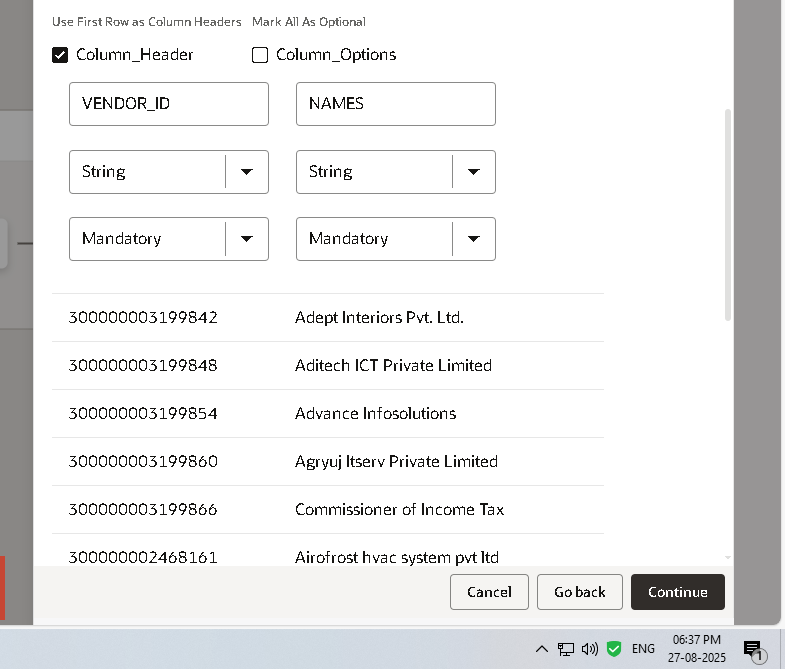 Use First Row as Column Headers Mark All As Optional
Column_Header Column_Options
VENDOR_ID NAMES
String String
Mandatory Mandatory
300000003199842 Adept Interiors Pvt. Ltd.
300000003199848 Aditech ICT Private Limited
300000003199854 Advance Infosolutions
300000003199860 Agryuj Itserv Private Limited
300000003199866 Commissioner of Income Tax
300000002468161 Airofrost hvac system pvt ltd
Cancel Go back Continue
06:37 PM
ENG
27-08-2025
1